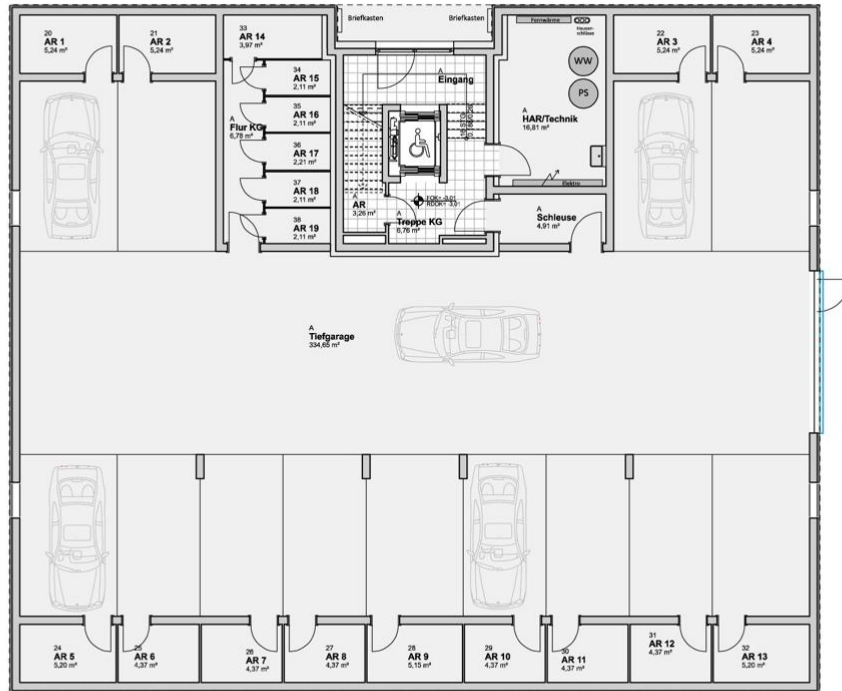 Briefkasten
Briefkasten
20
AR 1
5,24 m²
21
AR 2
5,24 m²
33
AR 14
3,97 m²
Fernwärme
WW
PS
22
AR 3
5,24 m²
23
AR 4
5,24 m²
34
AR 15
2,11 m²
A
Eingang
35
AR 16
2,11 m²
A
Flur KG
6,78 m²
A
HAR/Technik
16,81 m²
36
AR 17
2,21 m²
37
AR 18
2,11 m²
Elektro
38
AR 19
2,11 m²
A
AR
3,26 m²
A
Treppe KG
6,76 m²
A
Schleuse
4,91 m²
A
Tiefgarage
334,65 m²
24
AR 5
5,20 m²
25
AR 6
4,37 m²
26
AR 7
4,37 m²
27
AR 8
4,37 m²
28
AR 9
5,15 m²
29
AR 10
4,37 m²
30
AR 11
4,37 m²
31
AR 12
4,37 m²
32
AR 13
5,20 m²